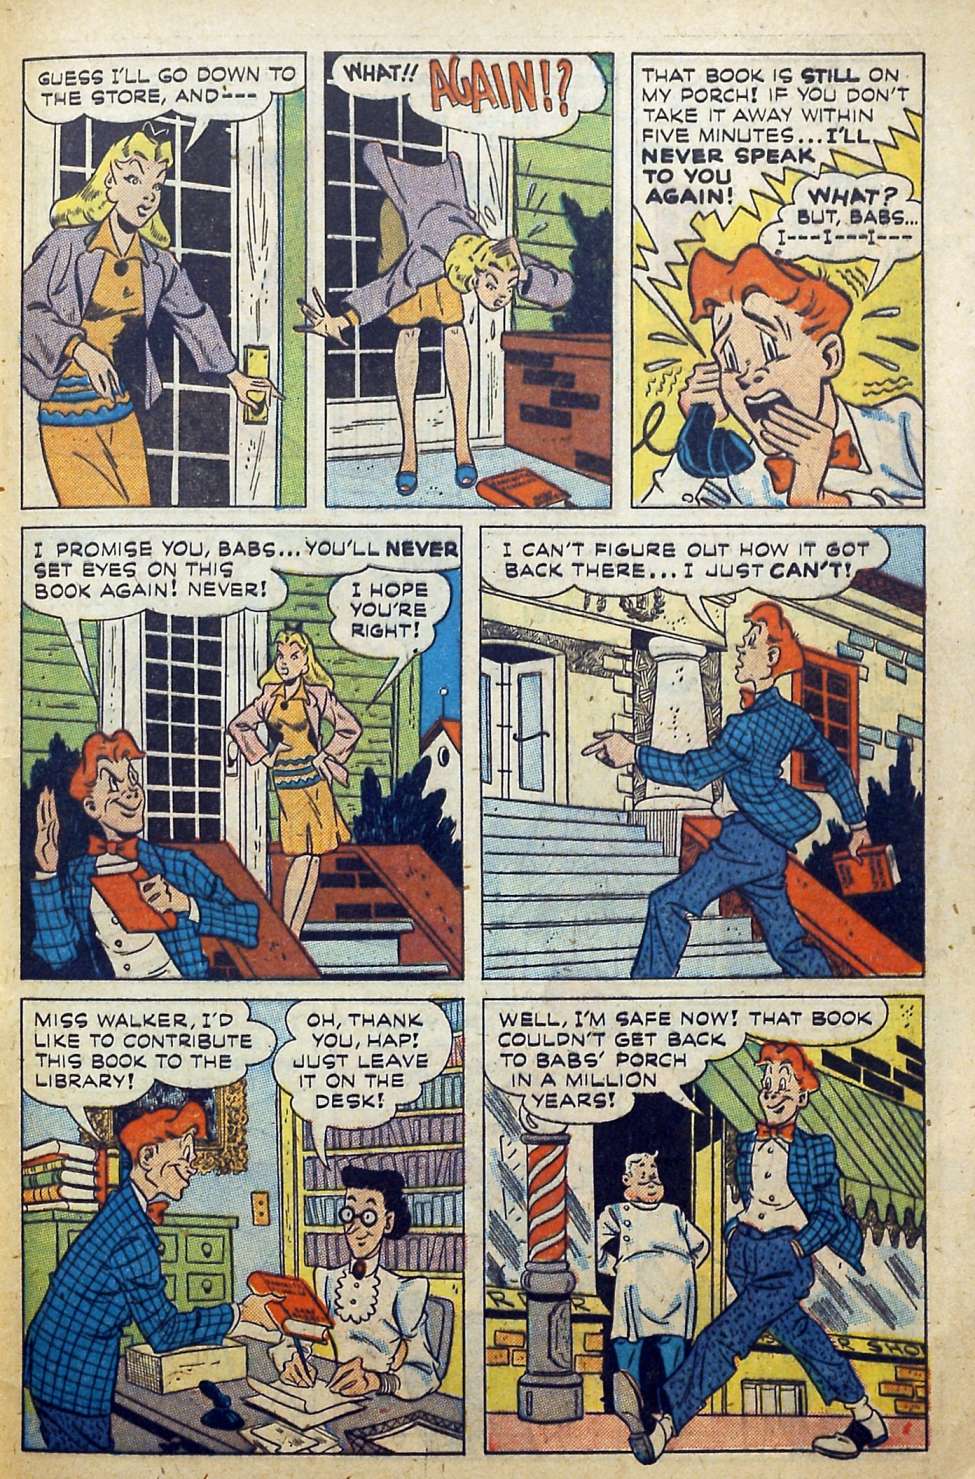 GUESS I'LL GO DOWN TO
THE STORE, AND ---
WHAT!! AGAIN!?
THAT BOOK IS STILL ON
MY PORCH! IF YOU DON'T
TAKE IT AWAY WITHIN
FIVE MINUTES... I'LL
NEVER SPEAK
TO YOU
AGAIN!
WHAT?
BUT, BABS...
I---I---I---
I PROMISE YOU, BABS... YOU'LL NEVER
SET EYES ON THIS
BOOK AGAIN! NEVER!
I HOPE
YOU'RE
RIGHT!
I CAN'T FIGURE OUT HOW IT GOT
BACK THERE... I JUST CAN'T!
MISS WALKER, I'D
LIKE TO CONTRIBUTE
THIS BOOK TO THE
LIBRARY!
OH, THANK
YOU, HAP!
JUST LEAVE
IT ON THE
DESK!
WELL, I'M SAFE NOW! THAT BOOK
COULDN'T GET BACK
TO BABS' PORCH
IN A MILLION
YEARS!